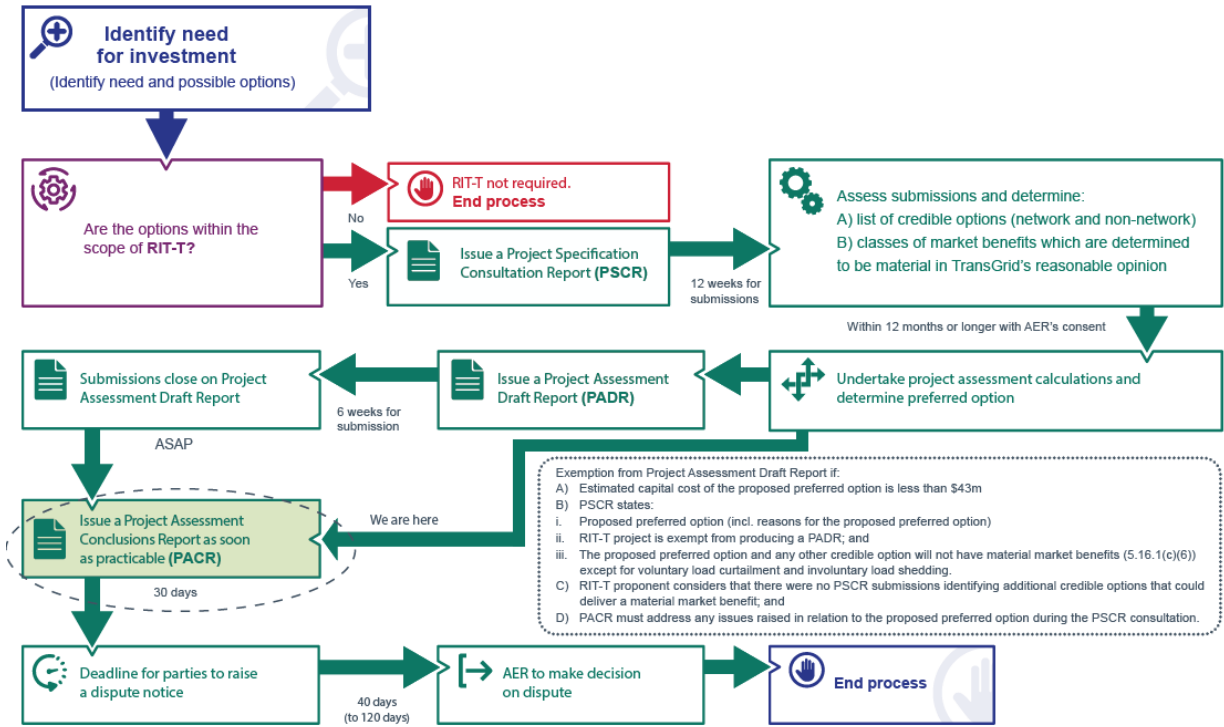 Identify need
for investment
(Identify need and possible options)
Are the options within the
scope of RIT-T?
No
Yes
RIT-T not required.
End process
Issue a Project Specification
Consultation Report (PSCR)
12 weeks for
submissions
Assess submissions and determine:
A) list of credible options (network and non-network)
B) classes of market benefits which are determined
to be material in TransGrid's reasonable opinion
Within 12 months or longer with AER's consent
Undertake project assessment calculations and
determine preferred option
Issue a Project Assessment
Draft Report (PADR)
6 weeks for
submission
Submissions close on Project
Assessment Draft Report
ASAP
Issue a Project Assessment
Conclusions Report as soon
as practicable (PACR)
We are here
30 days
Exemption from Project Assessment Draft Report if:
A) Estimated capital cost of the proposed preferred option is less than $43m
B) PSCR states:
i. Proposed preferred option (incl. reasons for the proposed preferred option)
ii. RIT-T project is exempt from producing a PADR; and
iii. The proposed preferred option and any other credible option will not have material market benefits (5.16.1(c)(6))
except for voluntary load curtailment and involuntary load shedding.
C) RIT-T proponent considers that there were no PSCR submissions identifying additional credible options that could
deliver a material market benefit; and
D) PACR must address any issues raised in relation to the proposed preferred option during the PSCR consultation.
Deadline for parties to raise
a dispute notice
40 days
(to 120 days)
AER to make decision
on dispute
End process